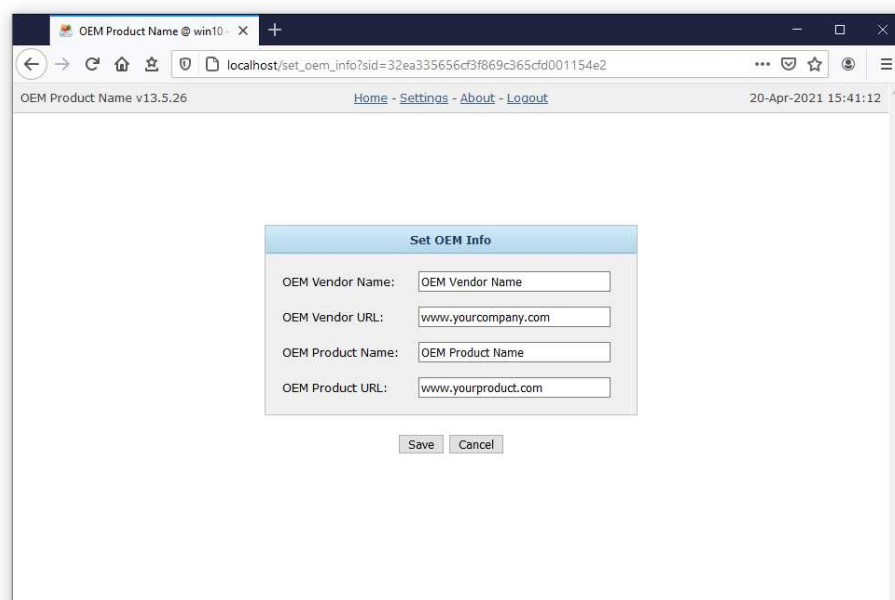 OEM Product Name @ win10 -
localhost/set_oem_info?sid=32ea335656cf3f869c365cfd001154e2
OEM Product Name v13.5.26 Home - Settings - About - Logout 20-Apr-2021 15:41:12
Set OEM Info
OEM Vendor Name: OEM Vendor Name
OEM Vendor URL: www.yourcompany.com
OEM Product Name: OEM Product Name
OEM Product URL: www.yourproduct.com
Save Cancel